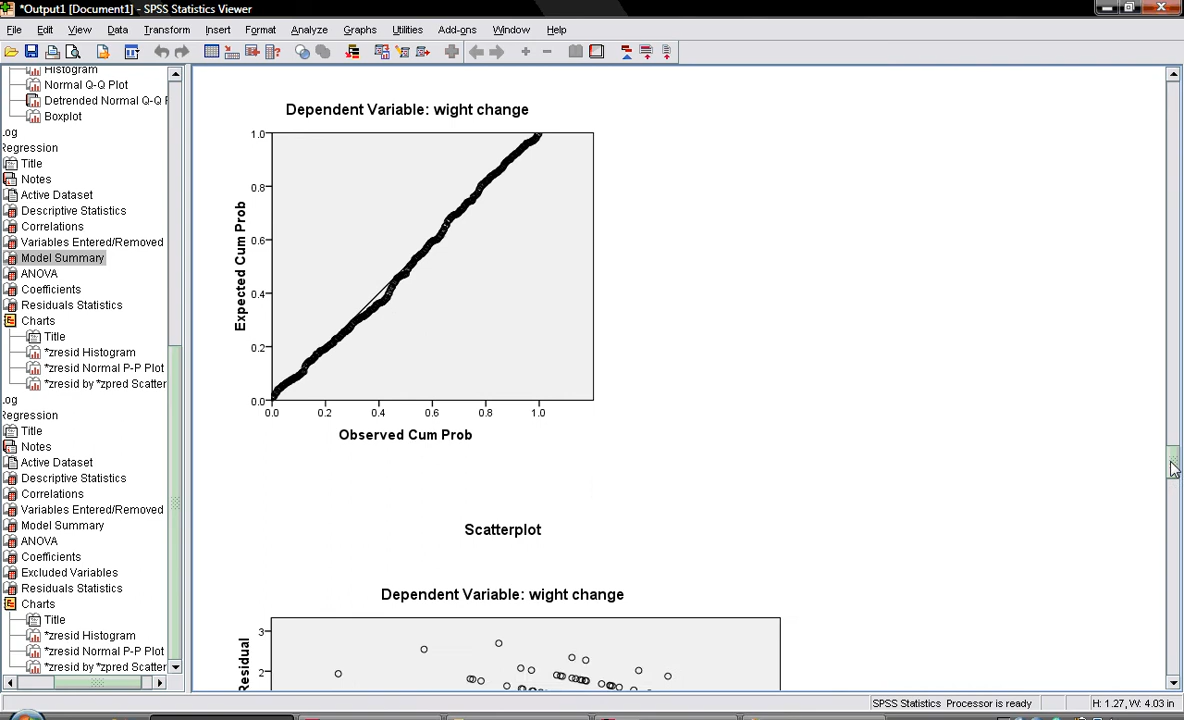 *Output1 [Document1] - SPSS Statistics Viewer
File Edit View Data Transform Insert Format Analyze Graphs Utilities Add-ons Window Help
Histogram
Normal Q-Q Plot
Detrended Normal Q-Q P
Boxplot
.og
Regression
Title
Notes
Active Dataset
Descriptive Statistics
Correlations
Variables Entered/Removed
Model Summary
ANOVA
Coefficients
Residuals Statistics
Charts
Title
*zresid Histogram
*zresid Normal P-P Plot
*zresid by *zpred Scatter
.og
Regression
Title
Notes
Active Dataset
Descriptive Statistics
Correlations
Variables Entered/Removed
Model Summary
ANOVA
Coefficients
Excluded Variables
Residuals Statistics
Charts
Title
*zresid Histogram
*zresid Normal P-P Plot
*zresid by *zpred Scatter
Dependent Variable: wight change
Expected Cum Prob
1.0
0.8
0.6
0.4
0.2
0.0
0.0 0.2 0.4 0.6 0.8 1.0
Observed Cum Prob
Scatterplot
Dependent Variable: wight change
Residual
3
2
SPSS Statistics Processor is ready
H: 1.27, W: 4.03 in